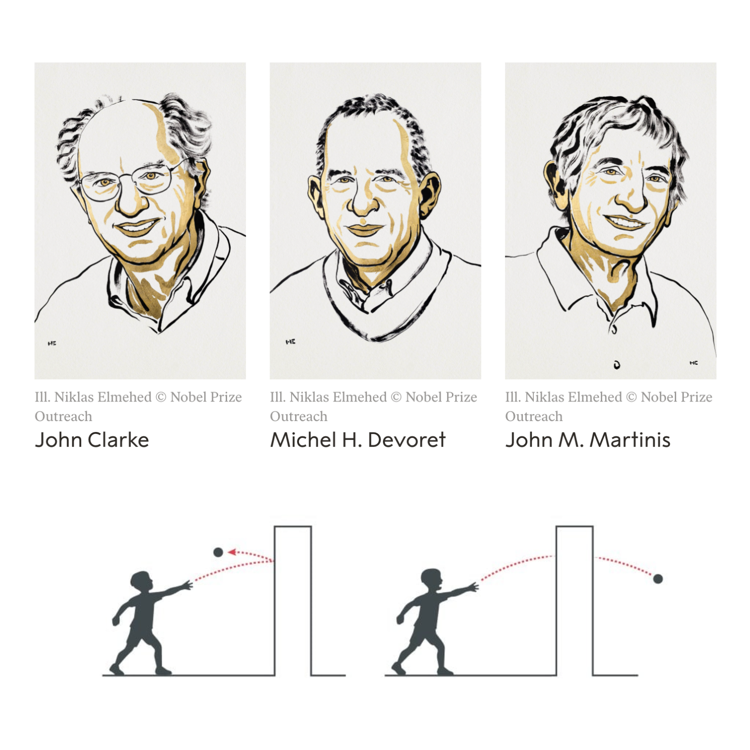 Ill. Niklas Elmehed © Nobel Prize
Outreach
John Clarke
Ill. Niklas Elmehed © Nobel Prize
Outreach
Michel H. Devoret
Ill. Niklas Elmehed © Nobel Prize
Outreach
John M. Martinis